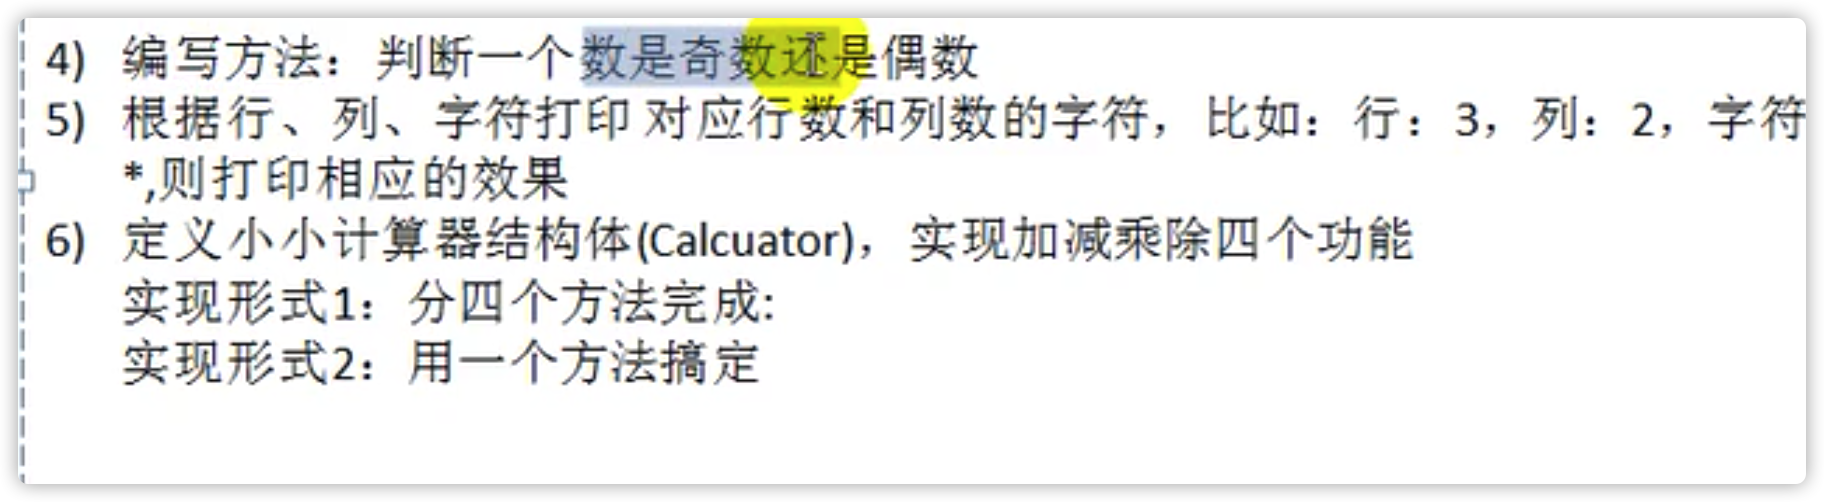 4) 编写方法：判断一个数是奇数还是偶数
5) 根据行、列、字符打印 对应行数和列数的字符，比如：行：3，列：2，字符
*,则打印相应的效果
6) 定义小小计算器结构体(Calcuator)，实现加减乘除四个功能
实现形式1：分四个方法完成:
实现形式2：用一个方法搞定